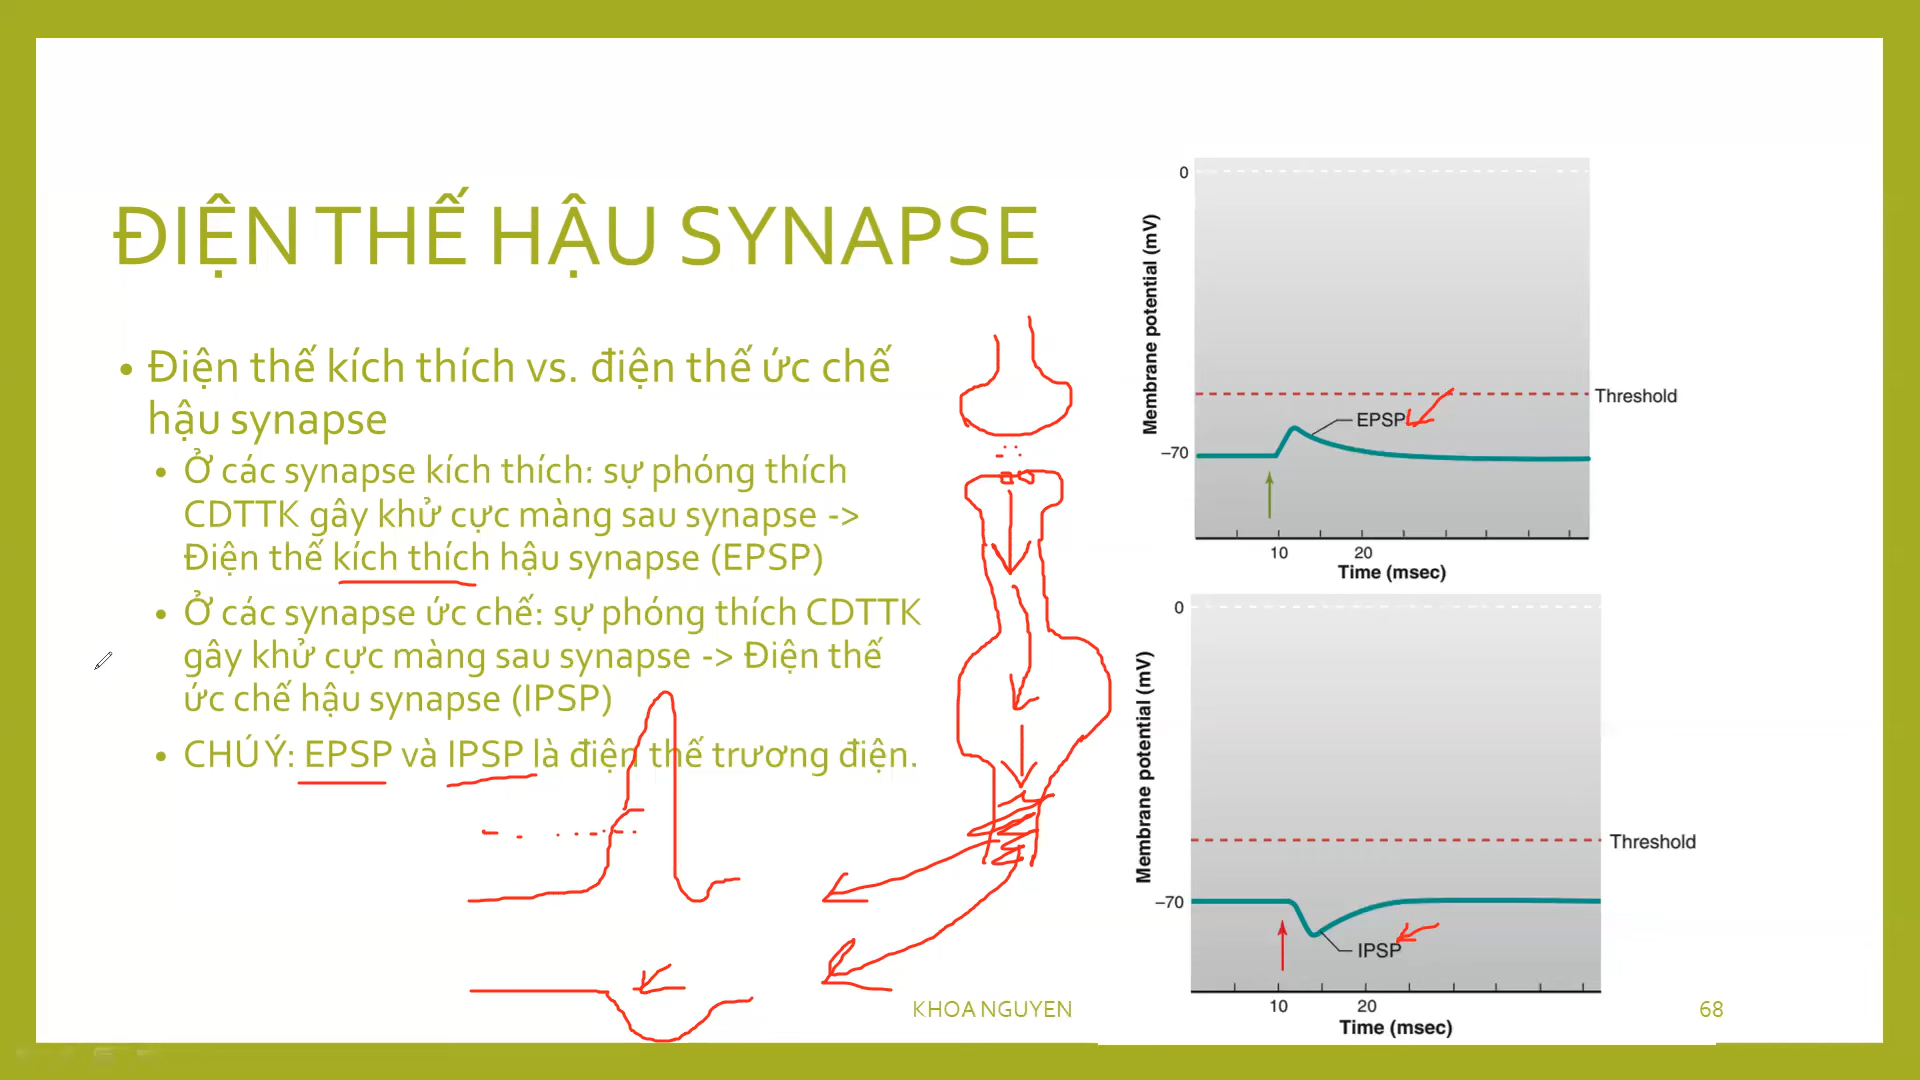 ĐIỆN THẾ HẬU SYNAPSE
• Điện thế kích thích vs. điện thế ức chế
hậu synapse
• Ở các synapse kích thích: sự phóng thích
CDTTK gây khử cực màng sau synapse ->
Điện thế kích thích hậu synapse (EPSP)
• Ở các synapse ức chế: sự phóng thích CDTTK
gây khử cực màng sau synapse -> Điện thế
ức chế hậu synapse (IPSP)
• CHÚ Ý: EPSP và IPSP là điện thế trương điện.
Membrane potential (mV)
0
Threshold
EPSP
–70
10 20
Time (msec)
Membrane potential (mV)
0
Threshold
–70
IPSP
10 20
Time (msec)
KHOA NGUYEN
68